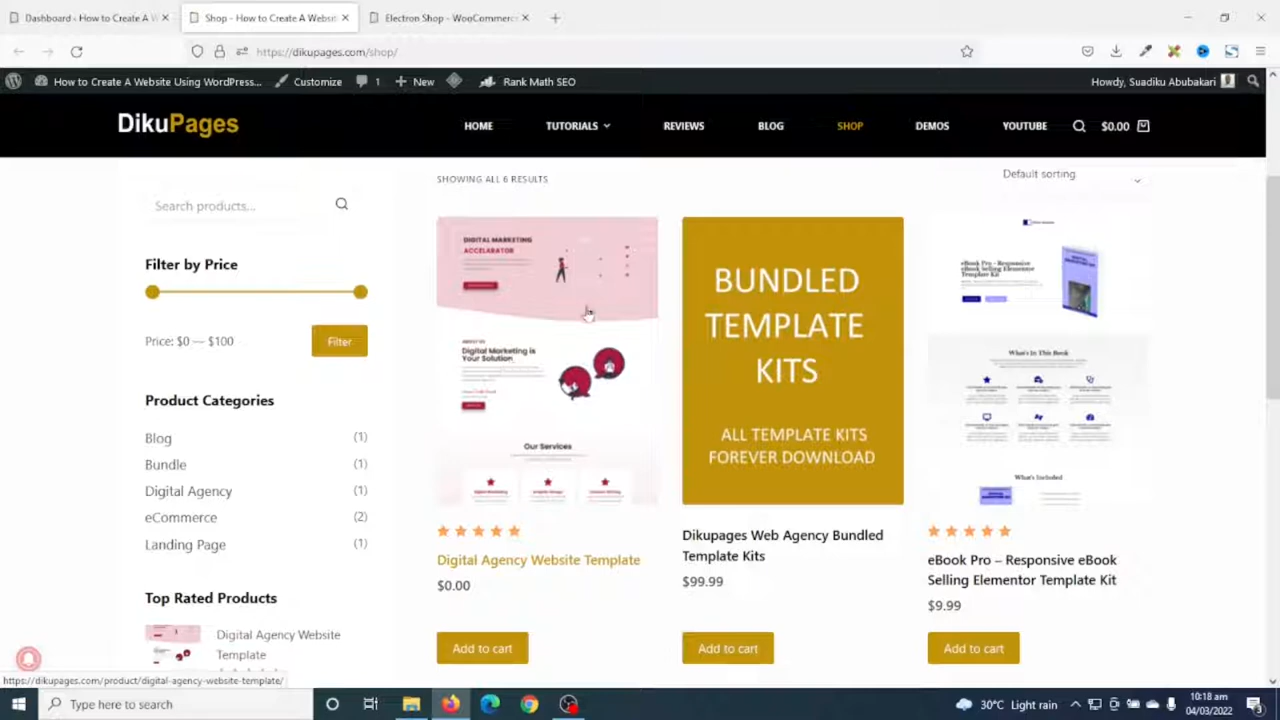 Dashboard ‹ How to Create A W
Shop - How to Create A Websit
Electron Shop - WooCommerc
https://dikupages.com/shop/
How to Create A Website Using WordPress...
Customize
1
New
Rank Math SEO
Howdy, Suadiku Abubakari
DikuPages
HOME
TUTORIALS
REVIEWS
BLOG
SHOP
DEMOS
YOUTUBE
$0.00
Search products...
SHOWING ALL 6 RESULTS
Default sorting
Filter by Price
Price: $0 — $100
Filter
Product Categories
Blog (1)
Bundle (1)
Digital Agency (1)
eCommerce (2)
Landing Page (1)
Top Rated Products
Digital Agency Website
Template
DIGITAL MARKETING
ACCELARATOR
Digital Marketing is
Your Solution
Our Services
Digital Agency Website Template
$0.00
Add to cart
BUNDLED
TEMPLATE
KITS
ALL TEMPLATE KITS
FOREVER DOWNLOAD
Dikupages Web Agency Bundled
Template Kits
$99.99
Add to cart
eBook Pro - Responsive
eBook Selling Elementor
Template Kit
What's In This Book
What's Included
eBook Pro – Responsive eBook
Selling Elementor Template Kit
$9.99
Add to cart
https://dikupages.com/product/digital-agency-website-template/
Type here to search
30°C Light rain
10:18 am
04/03/2022
3